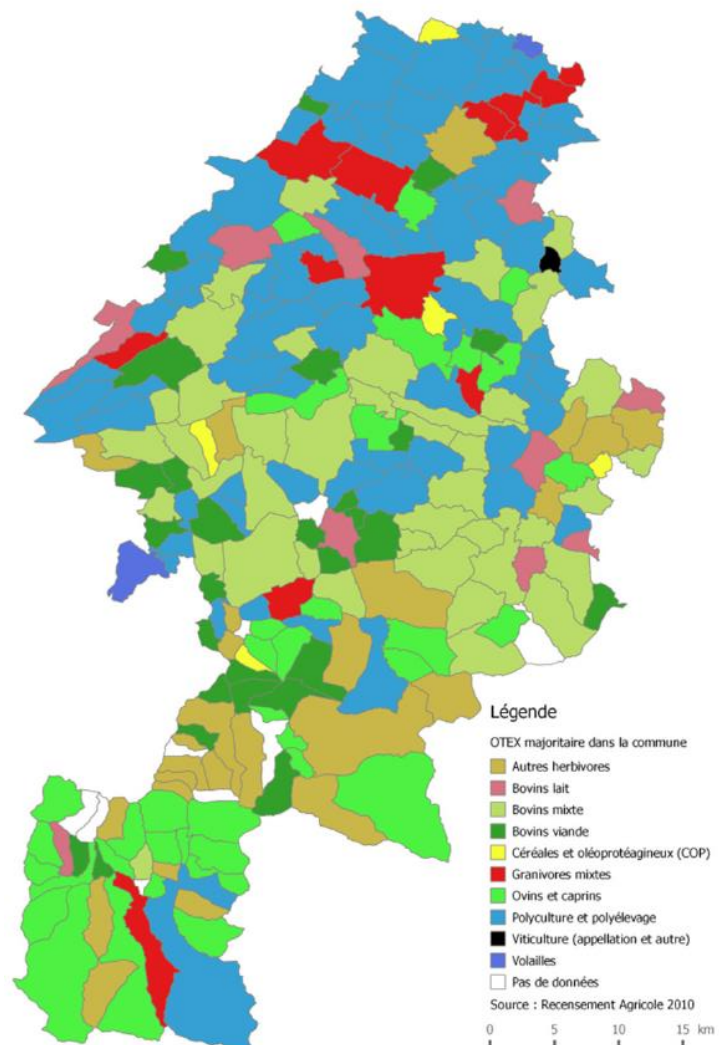 Légende
OTEX majoritaire dans la commune
Autres herbivores
Bovins lait
Bovins mixte
Bovins viande
Céréales et oléoprotéagineux (COP)
Granivores mixtes
Ovins et caprins
Polyculture et polyélevage
Viticulture (appellation et autre)
Volailles
Pas de données
Source : Recensement Agricole 2010
0 5 10 15 km